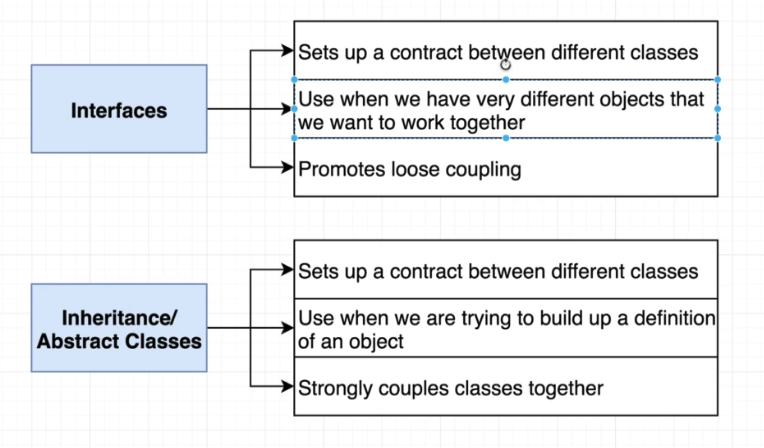 Interfaces
Sets up a contract between different classes
Use when we have very different objects that
we want to work together
Promotes loose coupling
Inheritance/
Abstract Classes
Sets up a contract between different classes
Use when we are trying to build up a definition
of an object
Strongly couples classes together